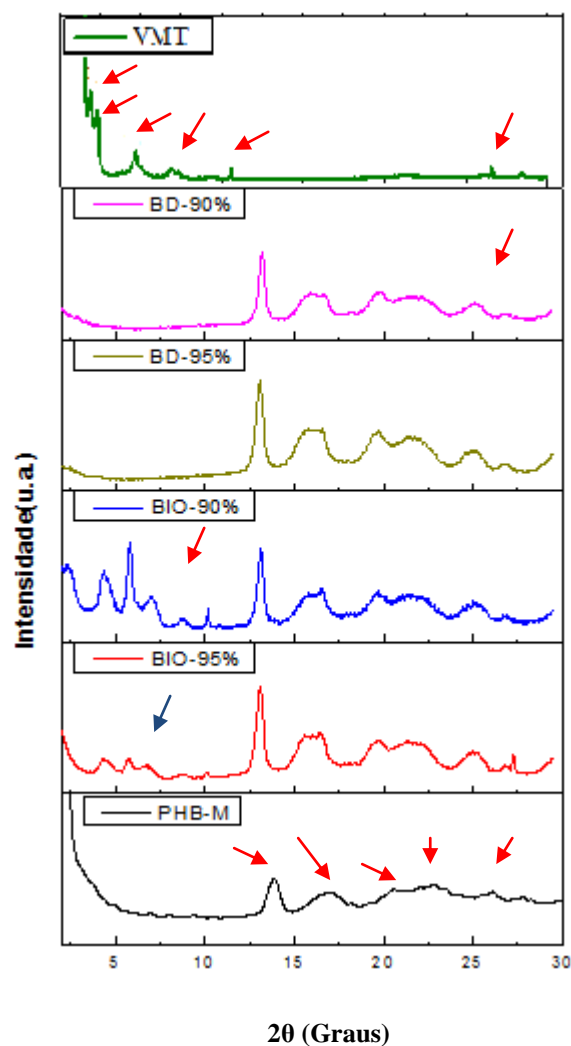 VMT
BD-90%
BD-95%
BIO-90%
BIO-95%
PHB-M
Intensidade(u.a.)
5 10 15 20 25 30
2θ (Graus)